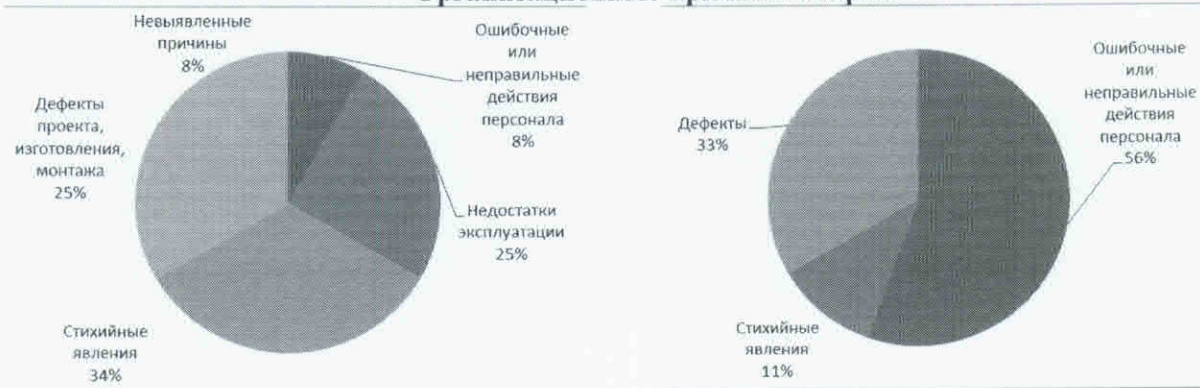 Невыявленные
причины
8%
Ошибочные
или
неправильные
действия
персонала
8%
Дефекты
проекта,
изготовления,
монтажа
25%
Недостатки
эксплуатации
25%
Стихийные
явления
34%
Ошибочные
или
неправильные
действия
персонала
56%
Дефекты
33%
Стихийные
явления
11%